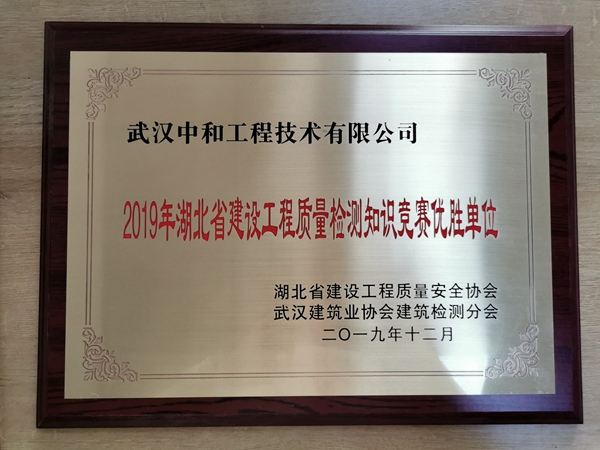 武汉中和工程技术有限公司
2019年湖北省建设工程质量检测知识竞赛优胜单位
湖北省建设工程质量安全协会
武汉建筑业协会建筑检测分会
二〇一九年十二月